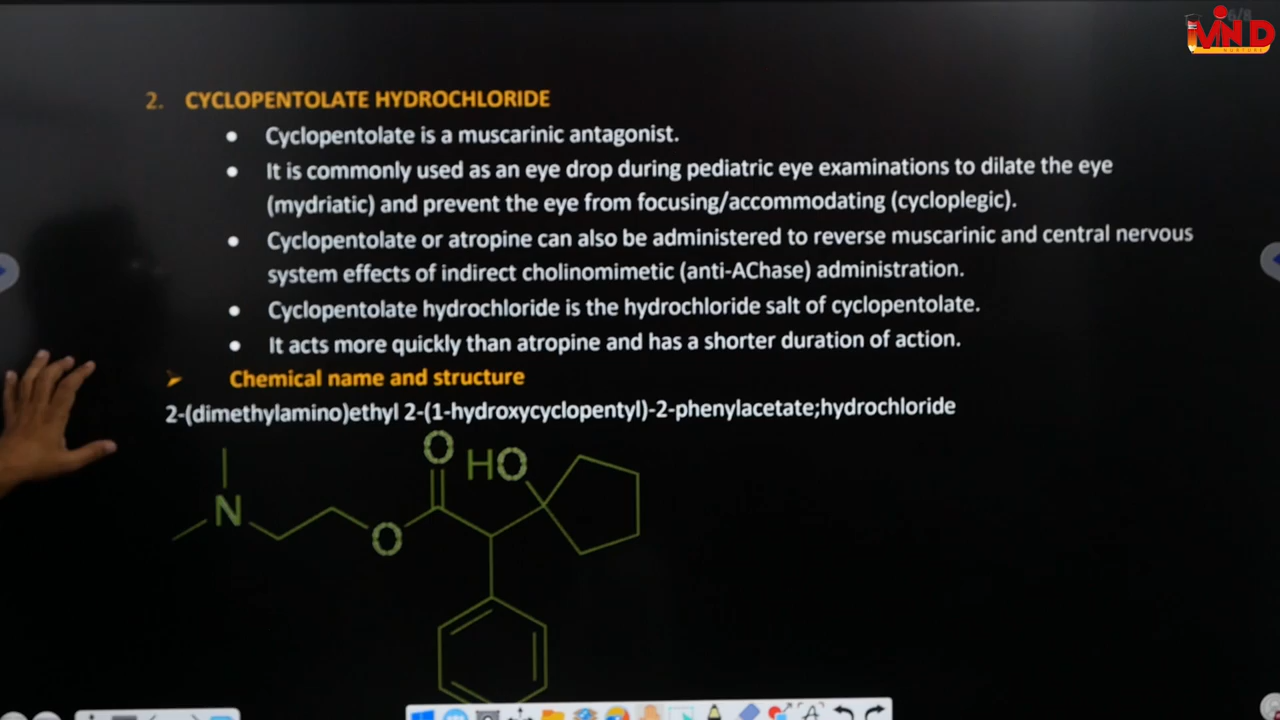 6/8
MIND
NURTURE
2. CYCLOPENTOLATE HYDROCHLORIDE
• Cyclopentolate is a muscarinic antagonist.
• It is commonly used as an eye drop during pediatric eye examinations to dilate the eye
(mydriatic) and prevent the eye from focusing/accommodating (cycloplegic).
• Cyclopentolate or atropine can also be administered to reverse muscarinic and central nervous
system effects of indirect cholinomimetic (anti-AChase) administration.
• Cyclopentolate hydrochloride is the hydrochloride salt of cyclopentolate.
• It acts more quickly than atropine and has a shorter duration of action.
➤ Chemical name and structure
2-(dimethylamino)ethyl 2-(1-hydroxycyclopentyl)-2-phenylacetate;hydrochloride
O HO
N
O